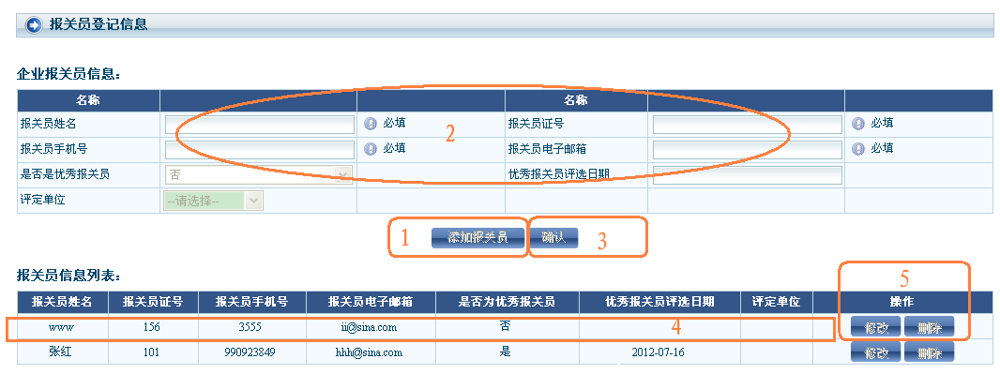 报关员登记信息
企业报关员信息：
名称 名称
报关员姓名 必填 报关员证号 必填
报关员手机号 必填 报关员电子邮箱 必填
是否是优秀报关员 否 优秀报关员评选日期
评定单位 --请选择--
2
1 添加报关员 确认 3
报关员信息列表：
5
报关员姓名 报关员证号 报关员手机号 报关员电子邮箱 是否为优秀报关员 优秀报关员评选日期 评定单位 操作
www 156 3555 ii@sina.com 否 4 修改 删除
张红 101 990923849 hhh@sina.com 是 2012-07-16 修改 删除